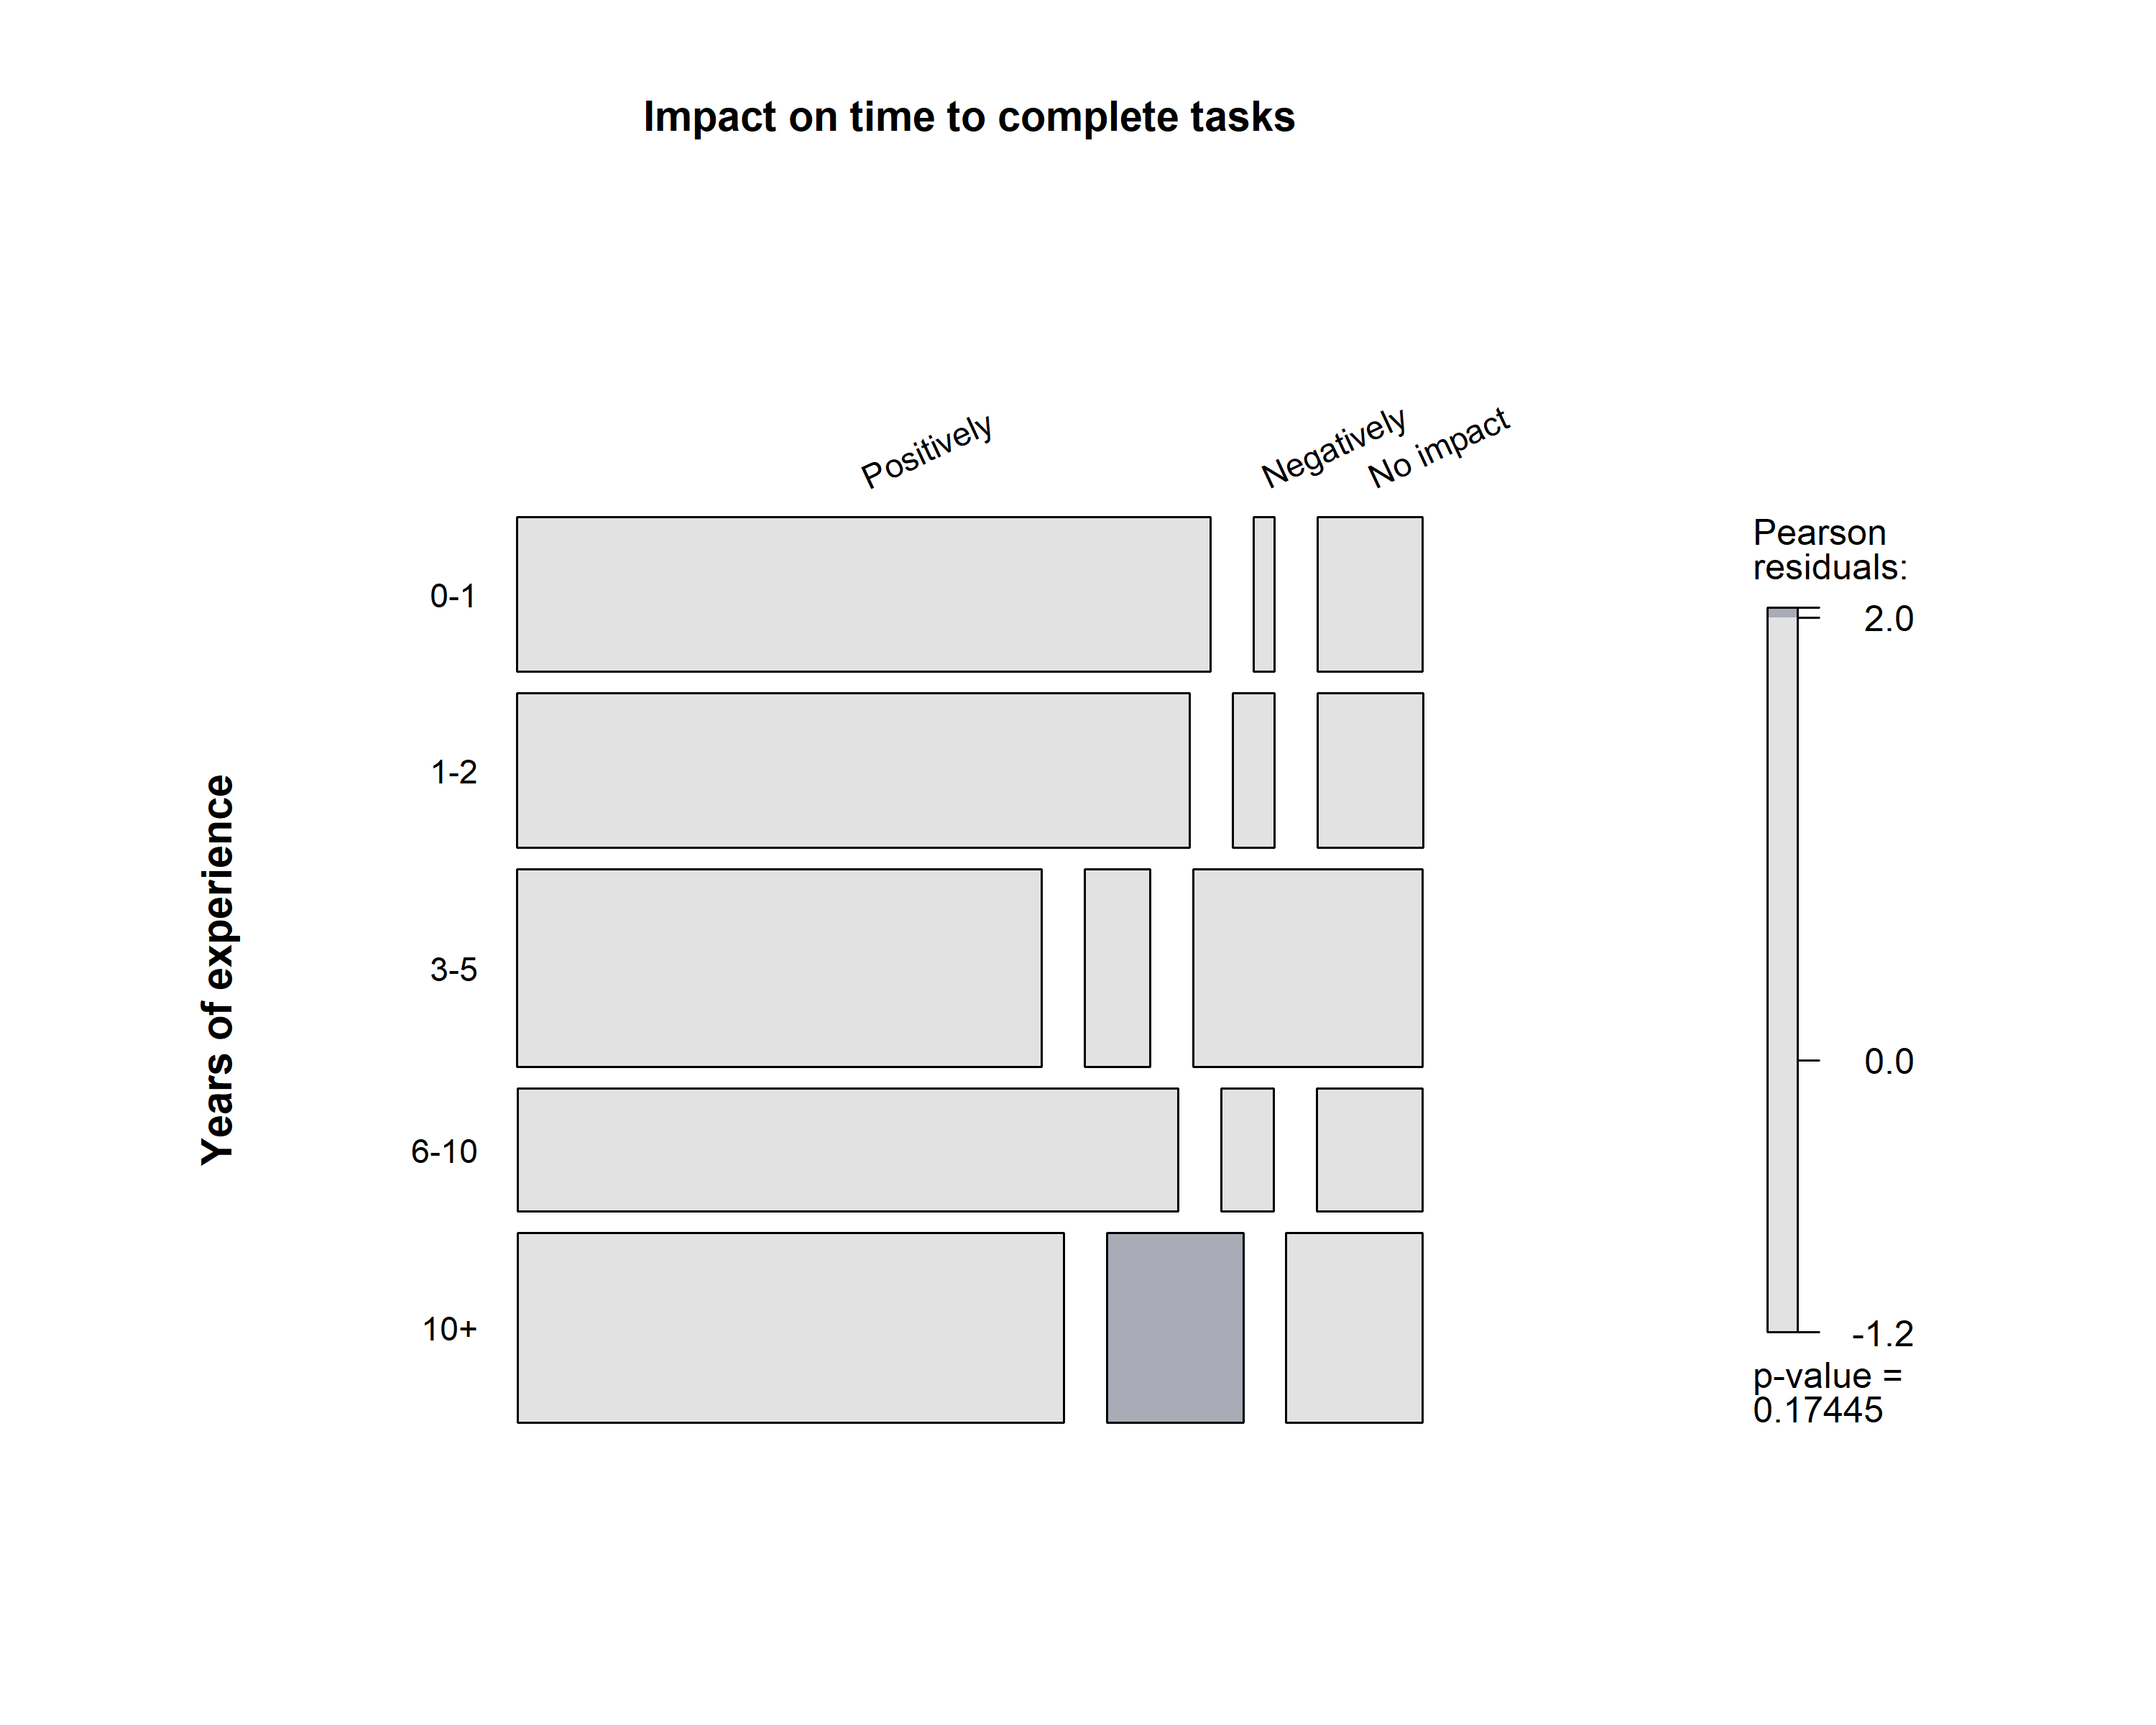 Impact on time to complete tasks
Positively
Negatively
No impact
Years of experience
0-1
1-2
3-5
6-10
10+
Pearson
residuals:
2.0
0.0
-1.2
p-value =
0.17445